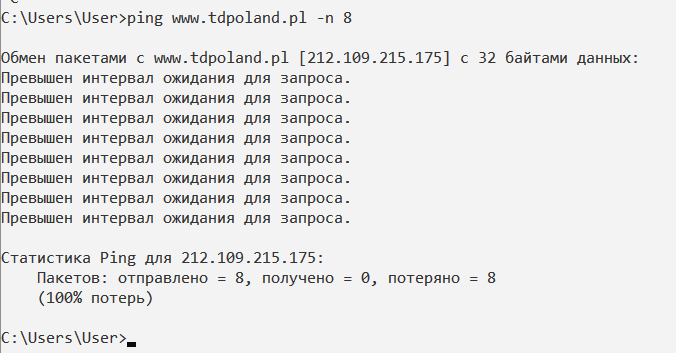 C:\Users\User>ping www.tdpoland.pl -n 8
Обмен пакетами с www.tdpoland.pl [212.109.215.175] с 32 байтами данных:
Превышен интервал ожидания для запроса.
Превышен интервал ожидания для запроса.
Превышен интервал ожидания для запроса.
Превышен интервал ожидания для запроса.
Превышен интервал ожидания для запроса.
Превышен интервал ожидания для запроса.
Превышен интервал ожидания для запроса.
Превышен интервал ожидания для запроса.
Статистика Ping для 212.109.215.175:
Пакетов: отправлено = 8, получено = 0, потеряно = 8
(100% потерь)
C:\Users\User>